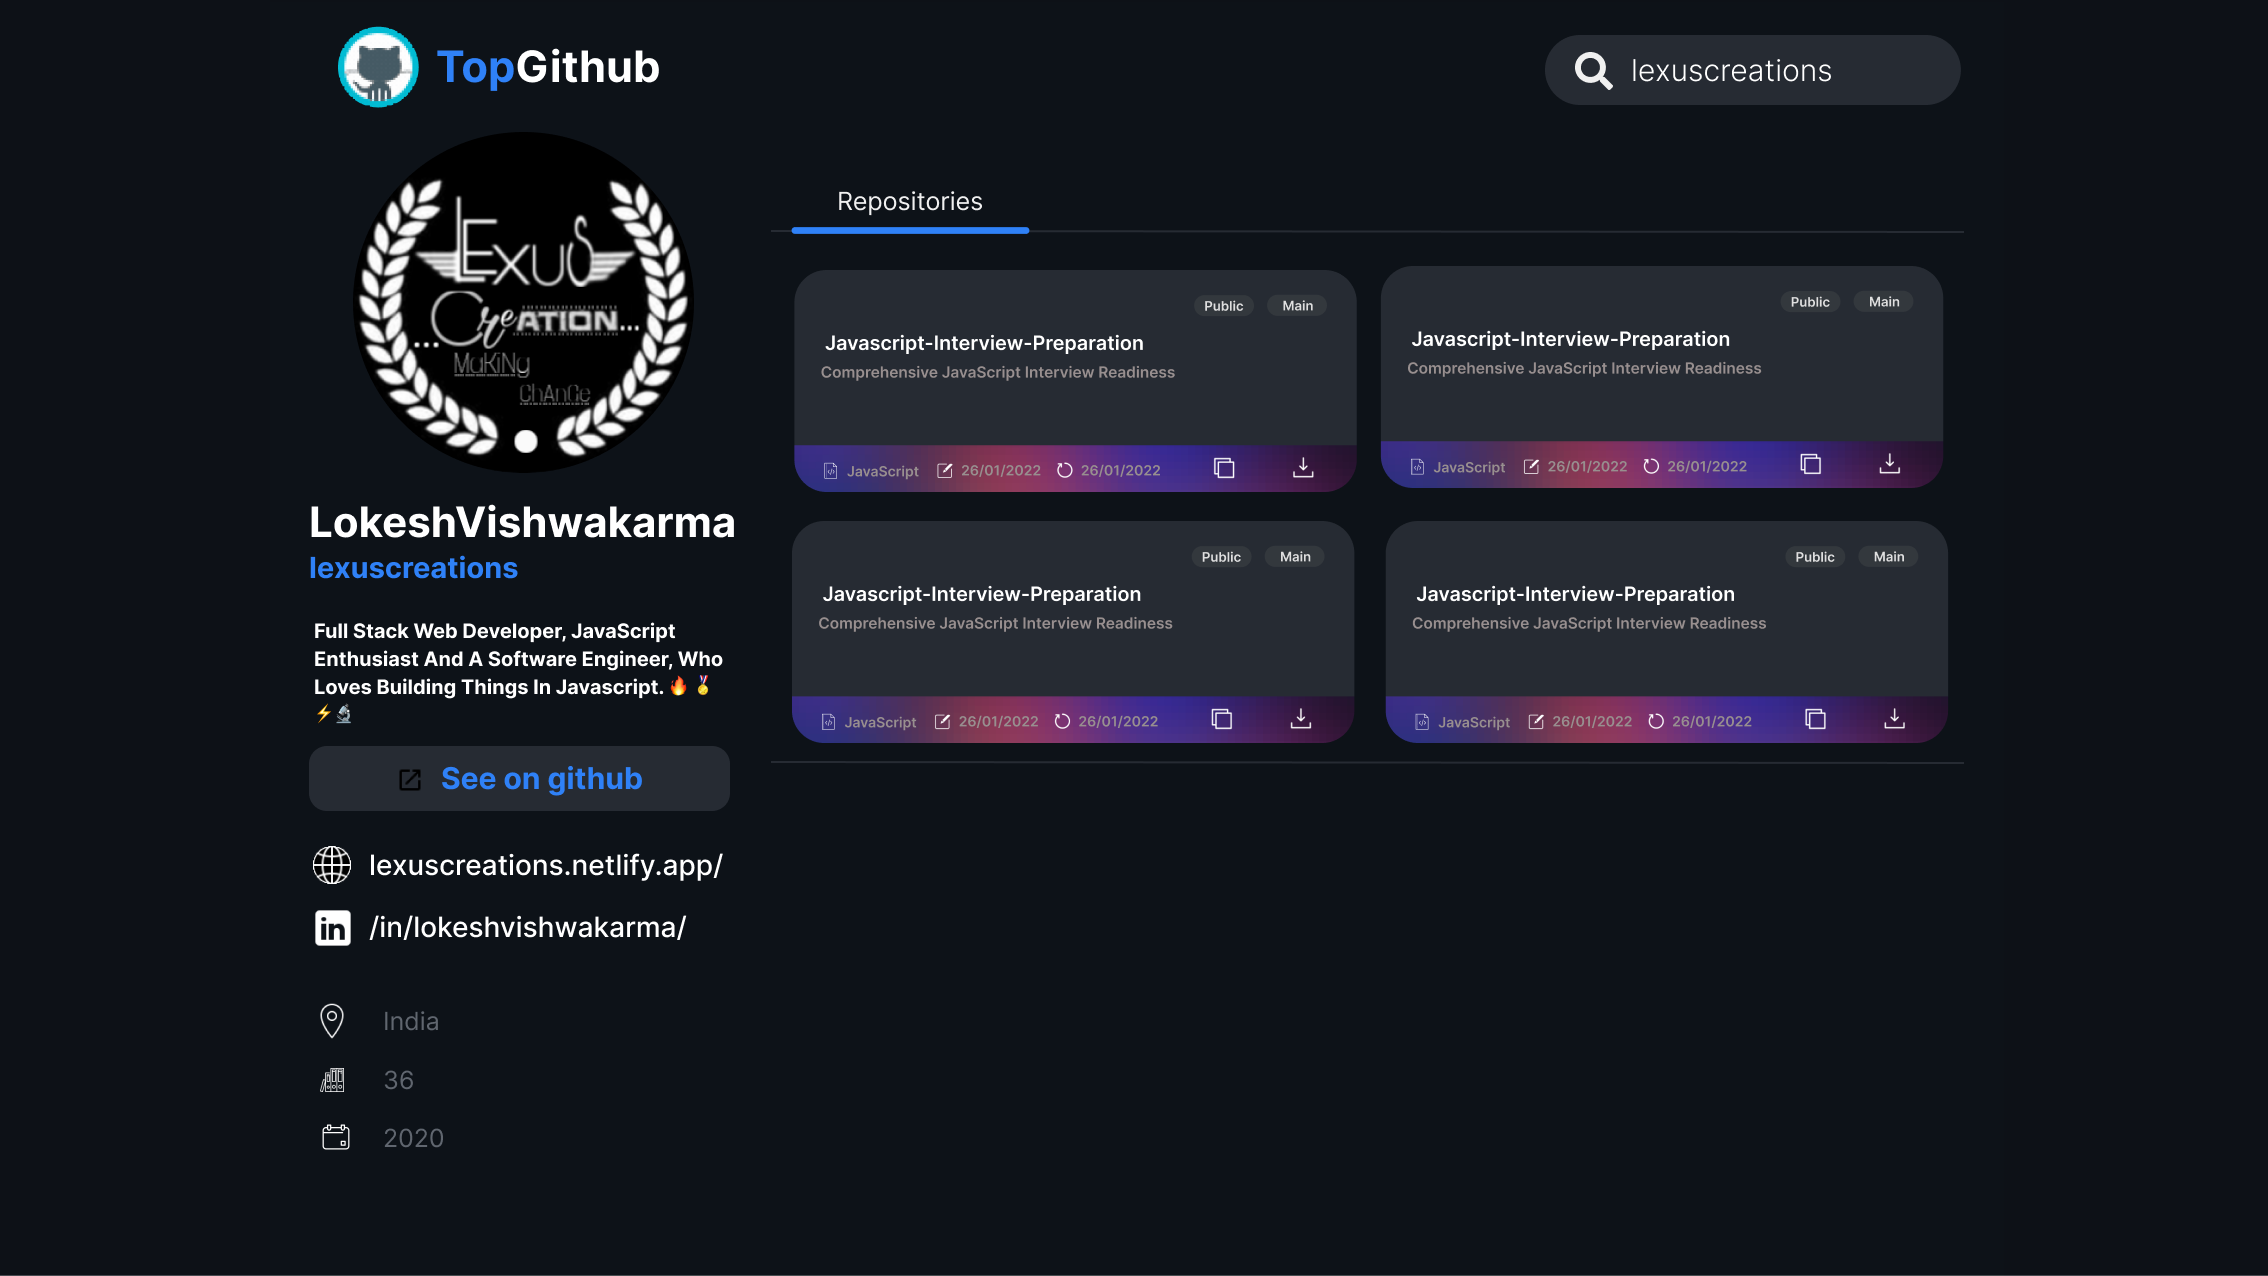 TopGithub
lexuscreations
LExuS
CreATION...
...
MaKiNg
ChAnGe
LokeshVishwakarma
lexuscreations
Full Stack Web Developer, JavaScript
Enthusiast And A Software Engineer, Who
Loves Building Things In Javascript. 🔥 🏅
⚡🔬
See on github
lexuscreations.netlify.app/
in /in/lokeshvishwakarma/
India
36
2020
Repositories
Public Main
Javascript-Interview-Preparation
Comprehensive JavaScript Interview Readiness
JavaScript 26/01/2022 26/01/2022
Public Main
Javascript-Interview-Preparation
Comprehensive JavaScript Interview Readiness
JavaScript 26/01/2022 26/01/2022
Public Main
Javascript-Interview-Preparation
Comprehensive JavaScript Interview Readiness
JavaScript 26/01/2022 26/01/2022
Public Main
Javascript-Interview-Preparation
Comprehensive JavaScript Interview Readiness
JavaScript 26/01/2022 26/01/2022